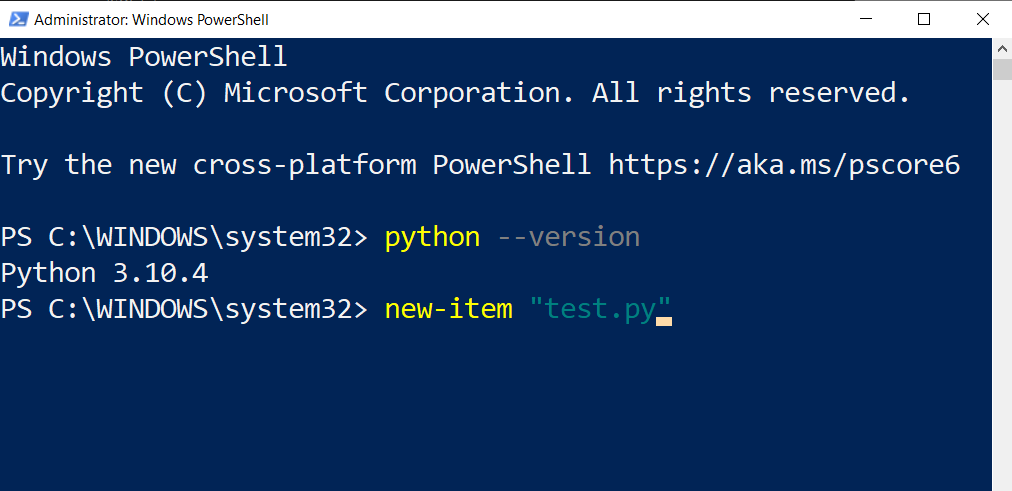 Administrator: Windows PowerShell
Windows PowerShell
Copyright (C) Microsoft Corporation. All rights reserved.
Try the new cross-platform PowerShell https://aka.ms/pscore6
PS C:\WINDOWS\system32> python --version
Python 3.10.4
PS C:\WINDOWS\system32> new-item "test.py"